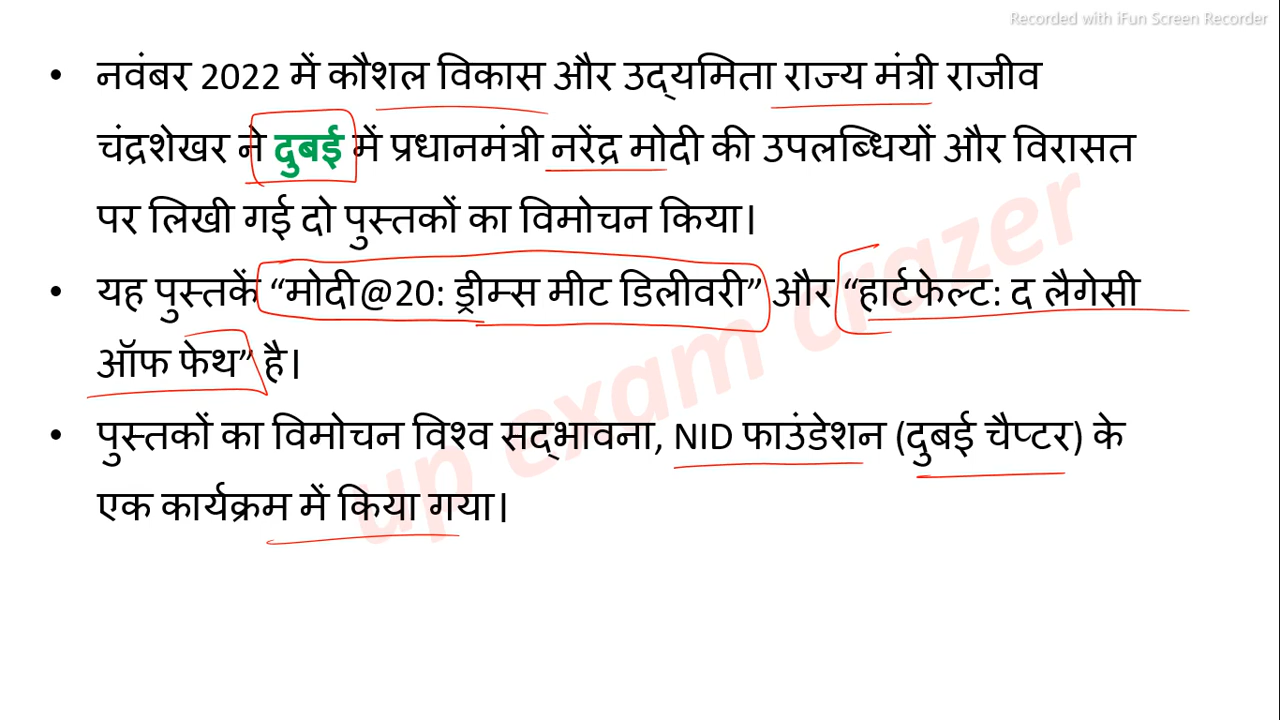 Recorded with iFun Screen Recorder
• नवंबर 2022 में कौशल विकास और उद्यमिता राज्य मंत्री राजीव
चंद्रशेखर ने दुबई में प्रधानमंत्री नरेंद्र मोदी की उपलब्धियों और विरासत
पर लिखी गई दो पुस्तकों का विमोचन किया।
• यह पुस्तकें “मोदी@20: ड्रीम्स मीट डिलीवरी” और “हार्टफेल्ट: द लैगेसी
ऑफ फेथ” है।
• पुस्तकों का विमोचन विश्व सद्भावना, NID फाउंडेशन (दुबई चैप्टर) के
एक कार्यक्रम में किया गया।
up exam crazer